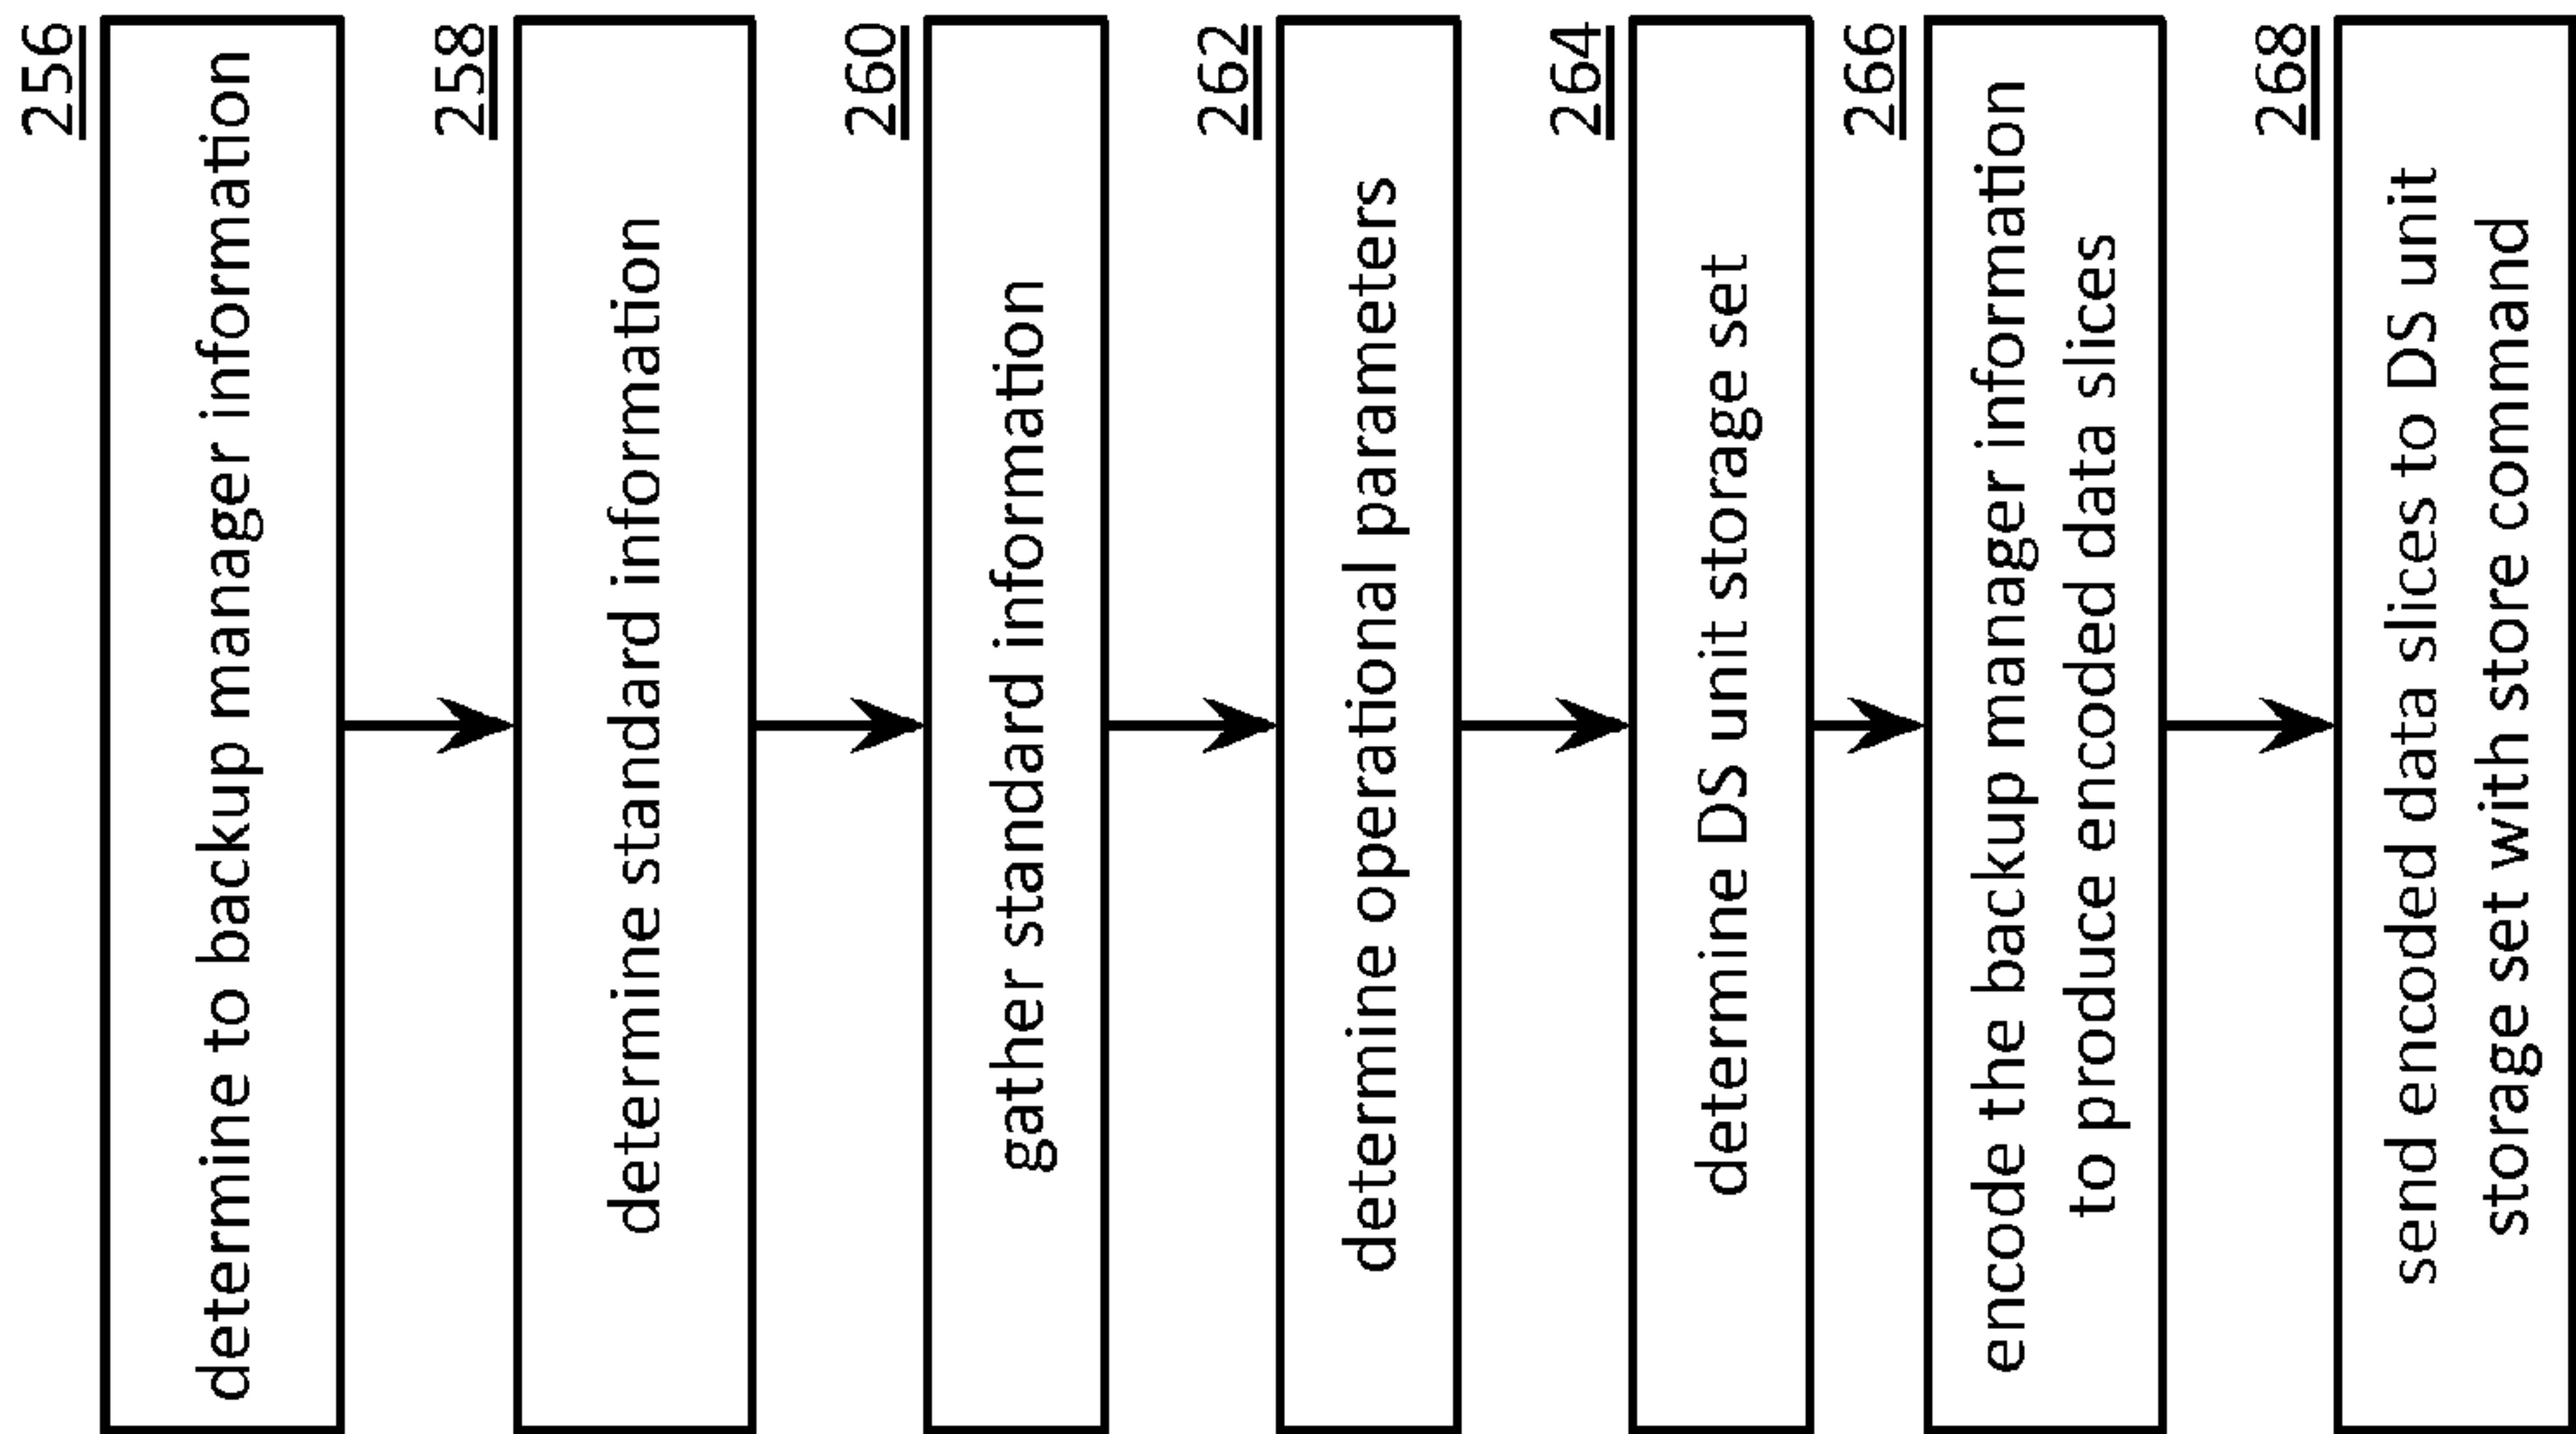 256
determine to backup manager information
258
determine standard information
260
gather standard information
262
determine operational parameters
264
determine DS unit storage set
266
encode the backup manager information
to produce encoded data slices
268
send encoded data slices to DS unit
storage set with store command